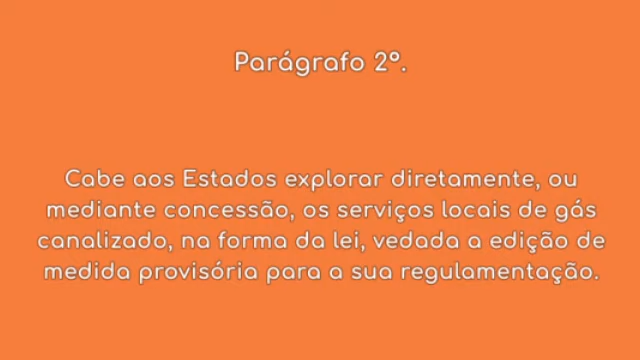 Parágrafo 2º.
Cabe aos Estados explorar diretamente, ou
mediante concessão, os serviços locais de gás
canalizado, na forma da lei, vedada a edição de
medida provisória para a sua regulamentação.